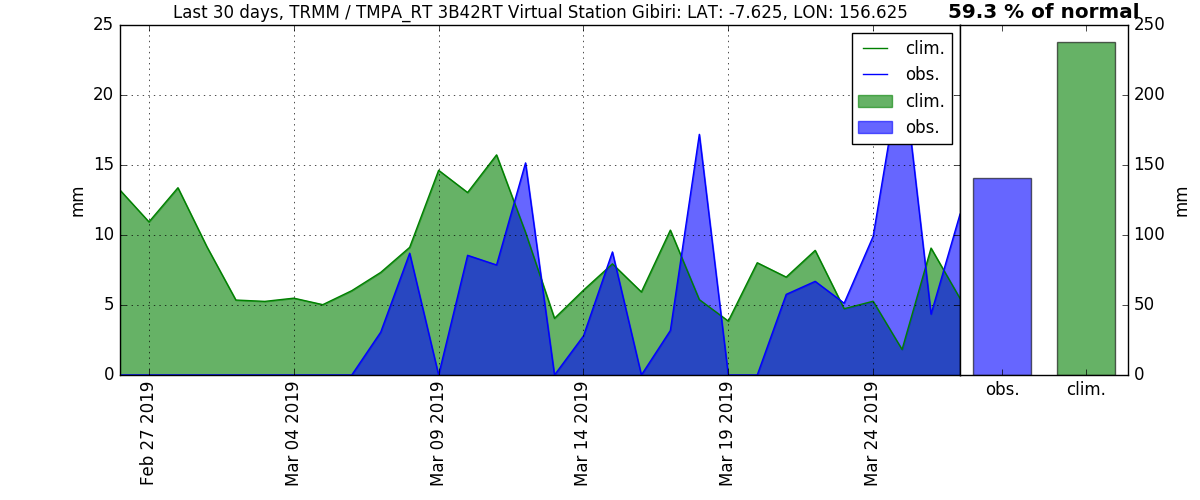 Last 30 days, TRMM / TMPA_RT 3B42RT Virtual Station Gibiri: LAT: -7.625, LON: 156.625
59.3 % of normal
clim.
obs.
clim.
obs.
25
20
15
10
5
0
mm
Feb 27 2019
Mar 04 2019
Mar 09 2019
Mar 14 2019
Mar 19 2019
Mar 24 2019
250
200
150
100
50
0
mm
obs.
clim.